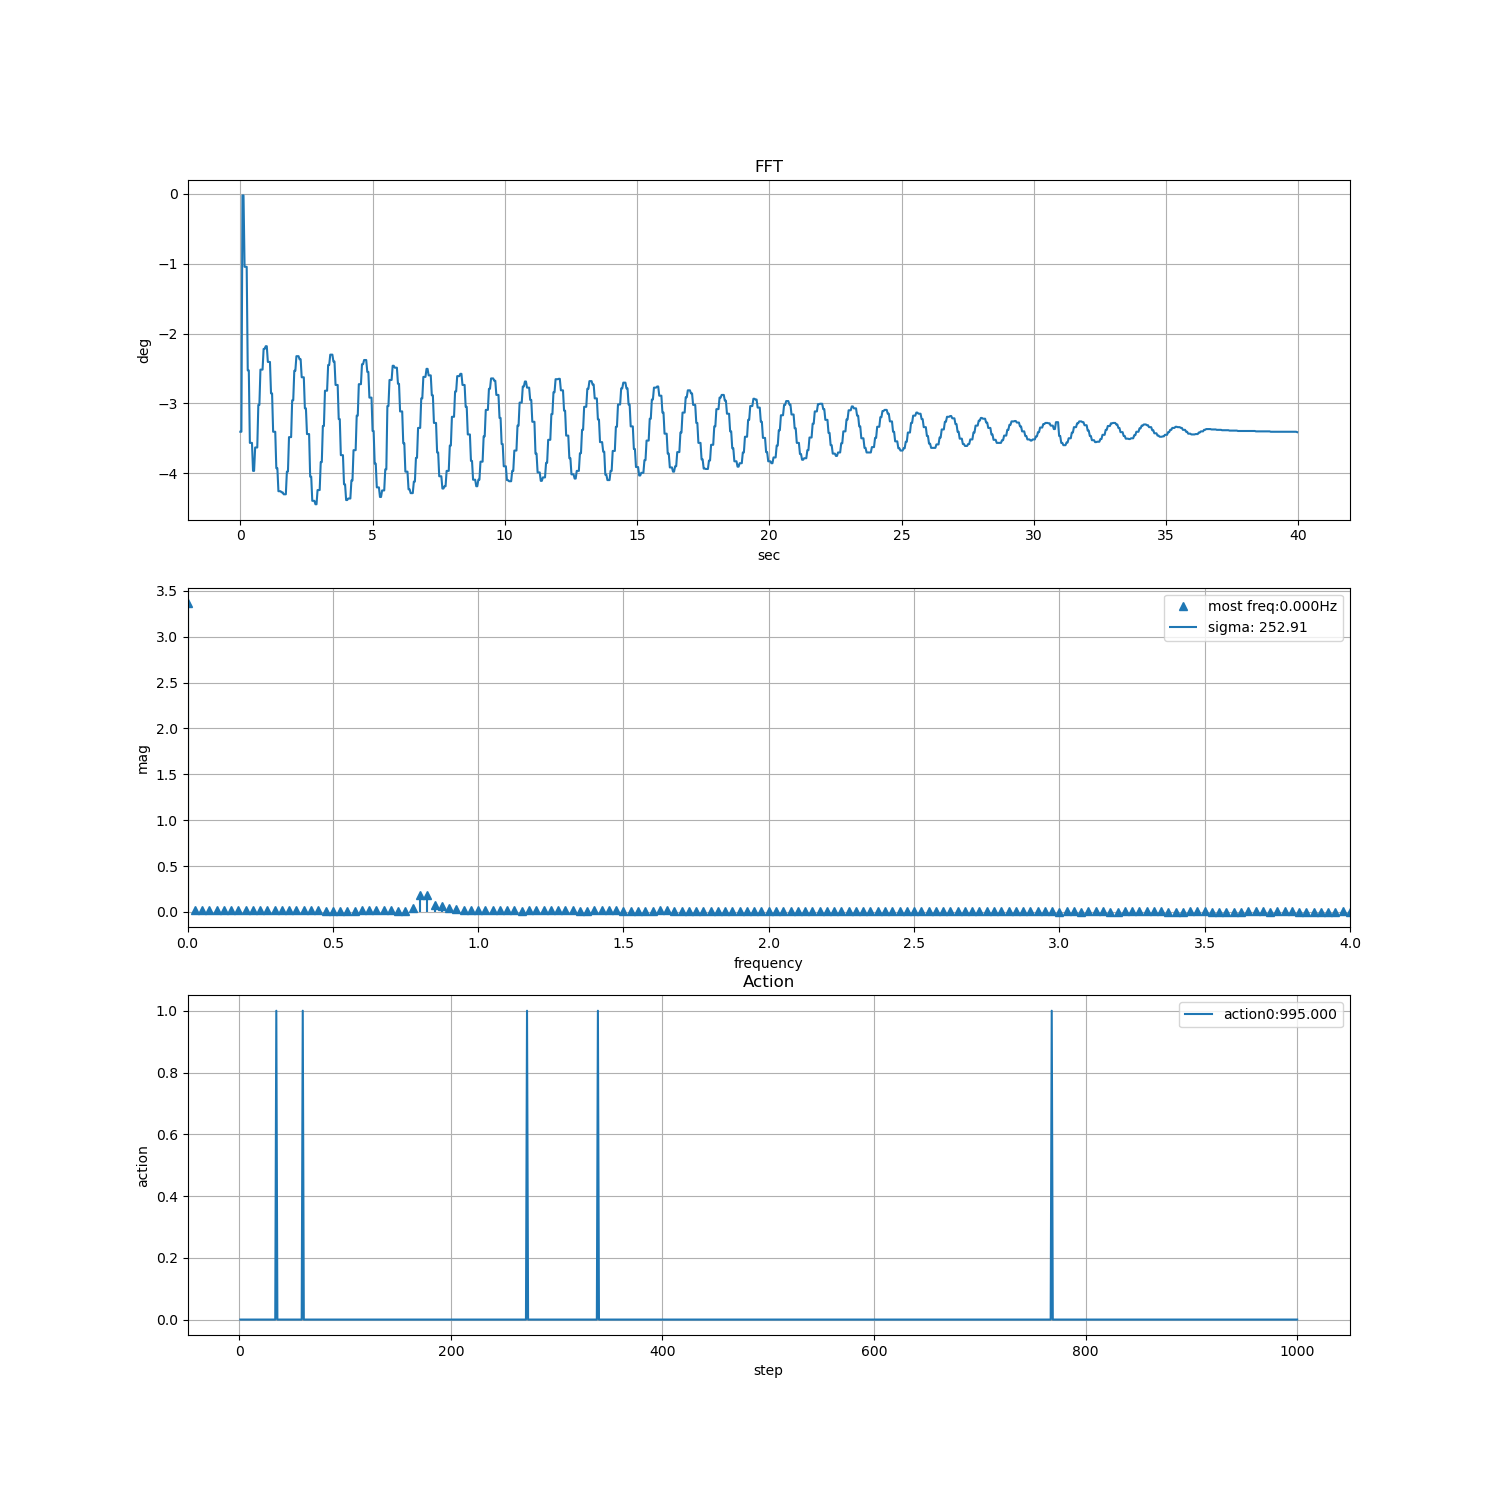 FFT
0
−1
−2
−3
−4
deg
0 5 10 15 20 25 30 35 40
sec
3.5
3.0
2.5
2.0
1.5
1.0
0.5
0.0
mag
most freq:0.000Hz
sigma: 252.91
0.0 0.5 1.0 1.5 2.0 2.5 3.0 3.5 4.0
frequency
Action
1.0
0.8
0.6
0.4
0.2
0.0
action
action0:995.000
0 200 400 600 800 1000
step